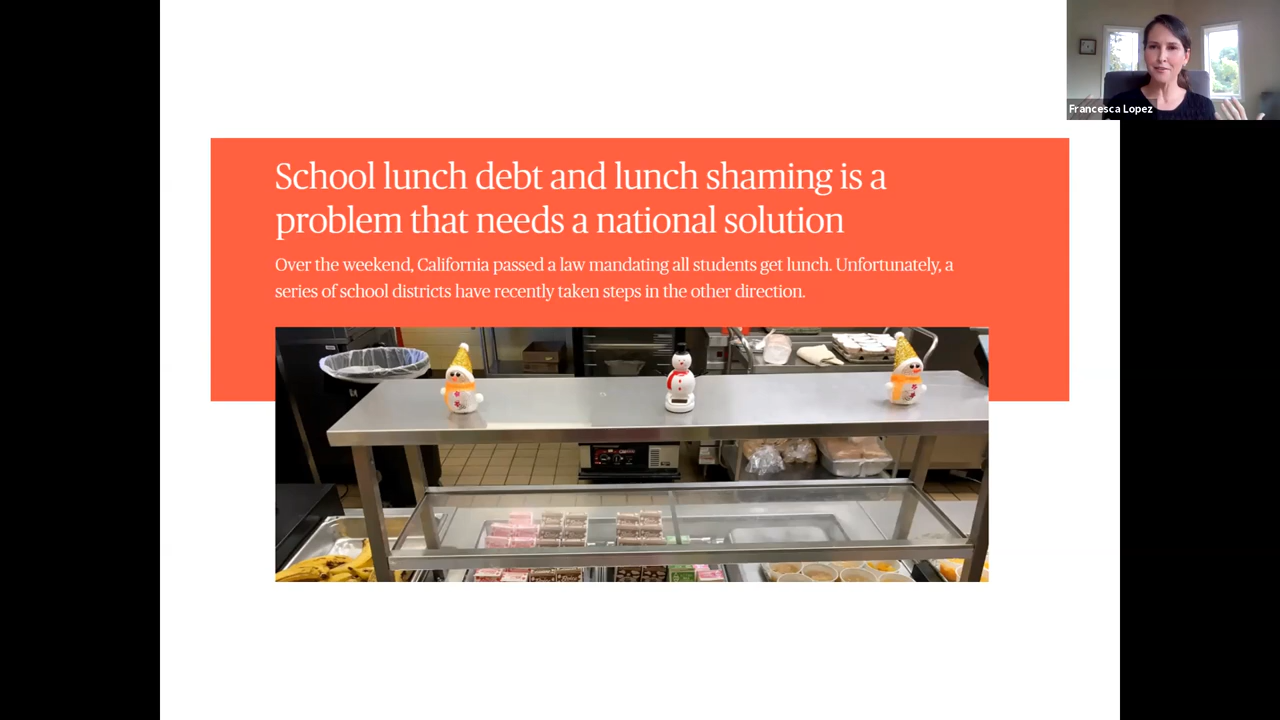 Francesca Lopez
School lunch debt and lunch shaming is a
problem that needs a national solution
Over the weekend, California passed a law mandating all students get lunch. Unfortunately, a
series of school districts have recently taken steps in the other direction.